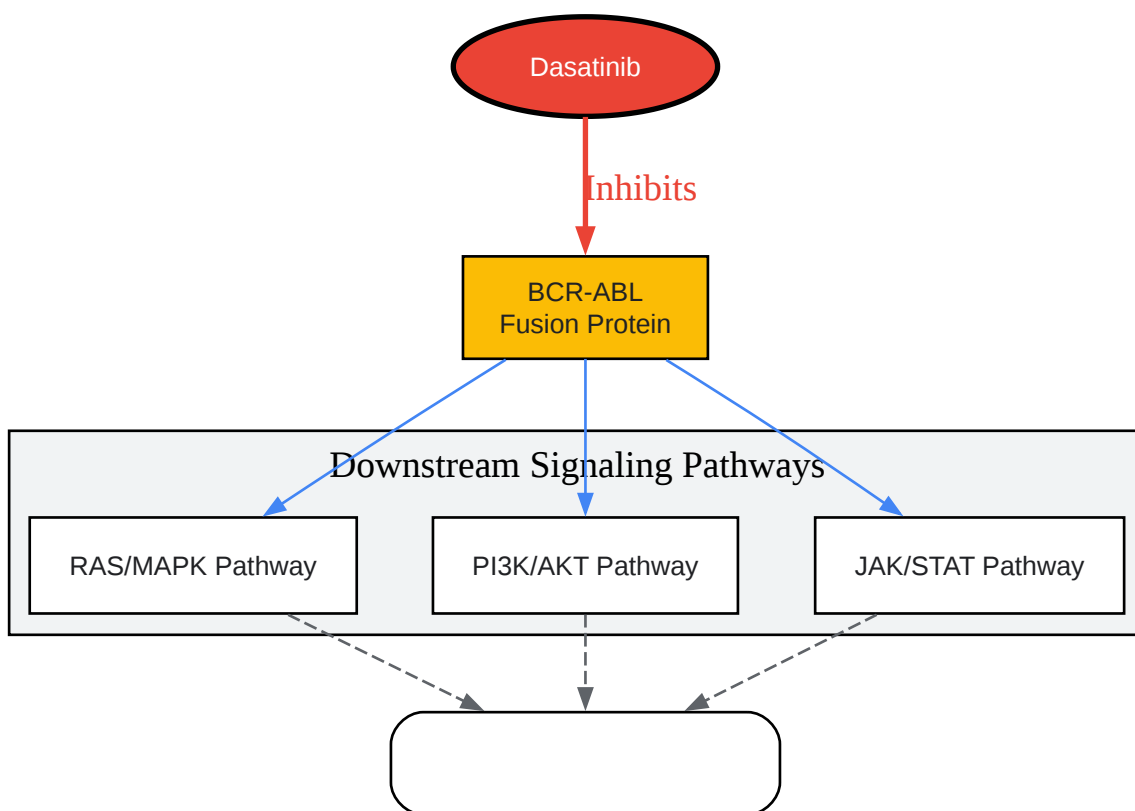 Dasatinib
Inhibits
BCR-ABL
Fusion Protein
Downstream Signaling Pathways
RAS/MAPK Pathway
PI3K/AKT Pathway
JAK/STAT Pathway